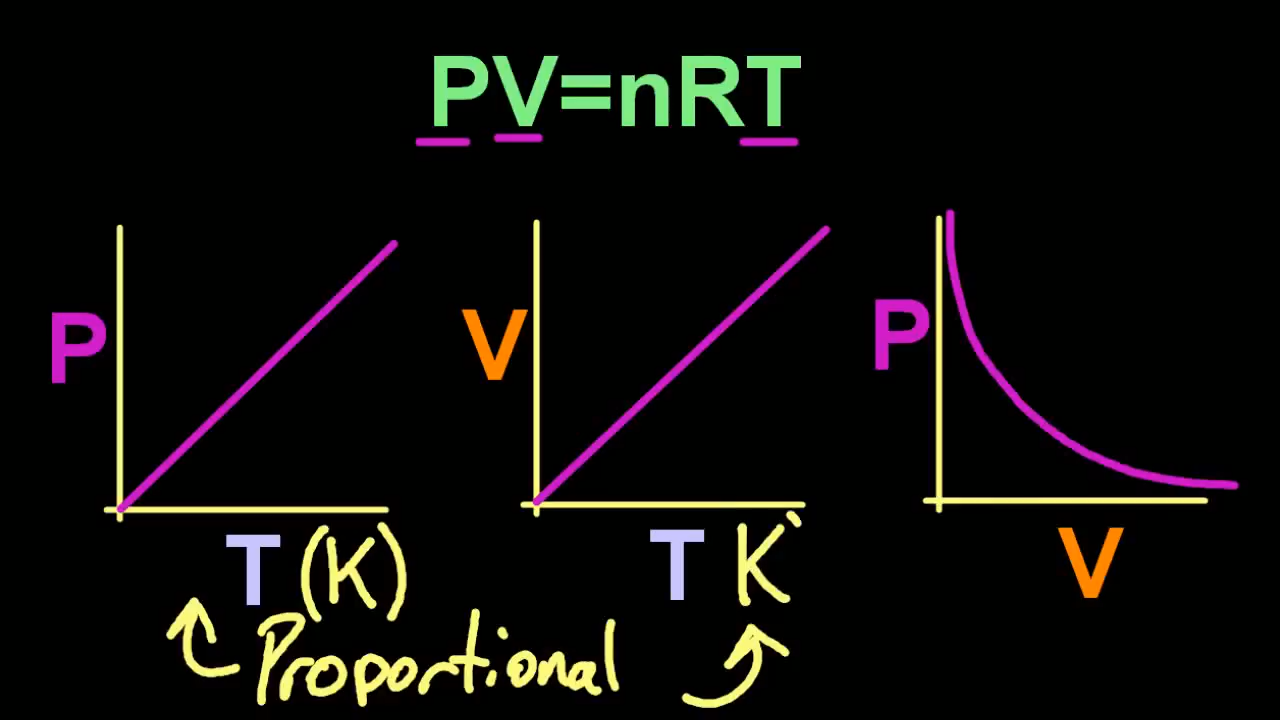 PV=nRT
P
V
P
T (K)
T K
V
Proportional